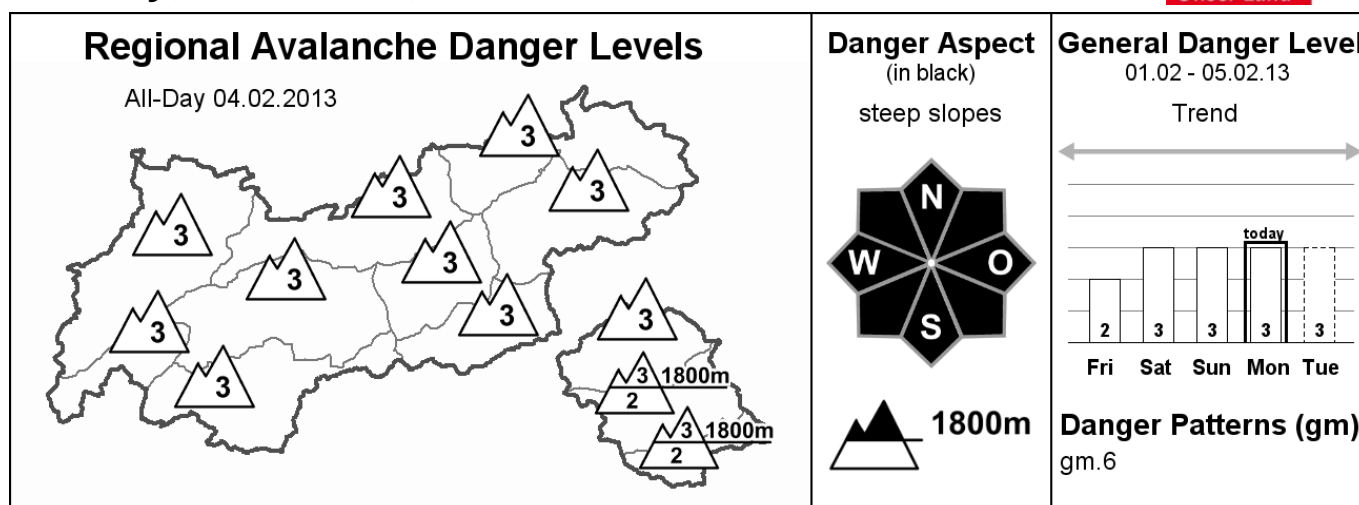 Regional Avalanche Danger Levels
All-Day 04.02.2013
3
3
3
3
3
3
3
3
3
3
3
3 1800m
2
3 1800m
2
Danger Aspect
(in black)
steep slopes
N
W O
S
1800m
General Danger Level
01.02 - 05.02.13
Trend
today
2 3 3 3 3
Fri Sat Sun Mon Tue
Danger Patterns (gm)
gm.6